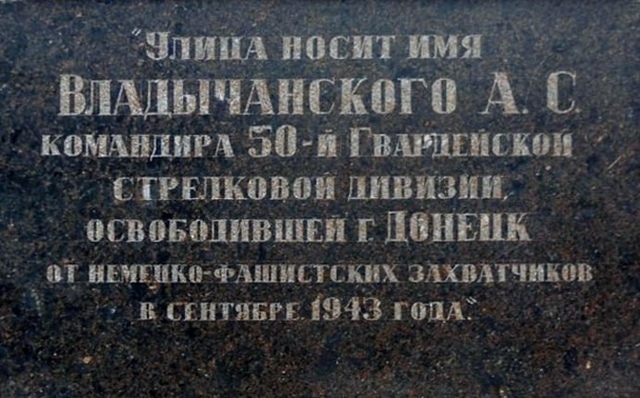 "Улица носит имя
Владычанского А. С.
командира 50-й Гвардейской
стрелковой дивизии,
освободившей г. Донецк
от немецко-фашистских захватчиков
в сентябре 1943 года."